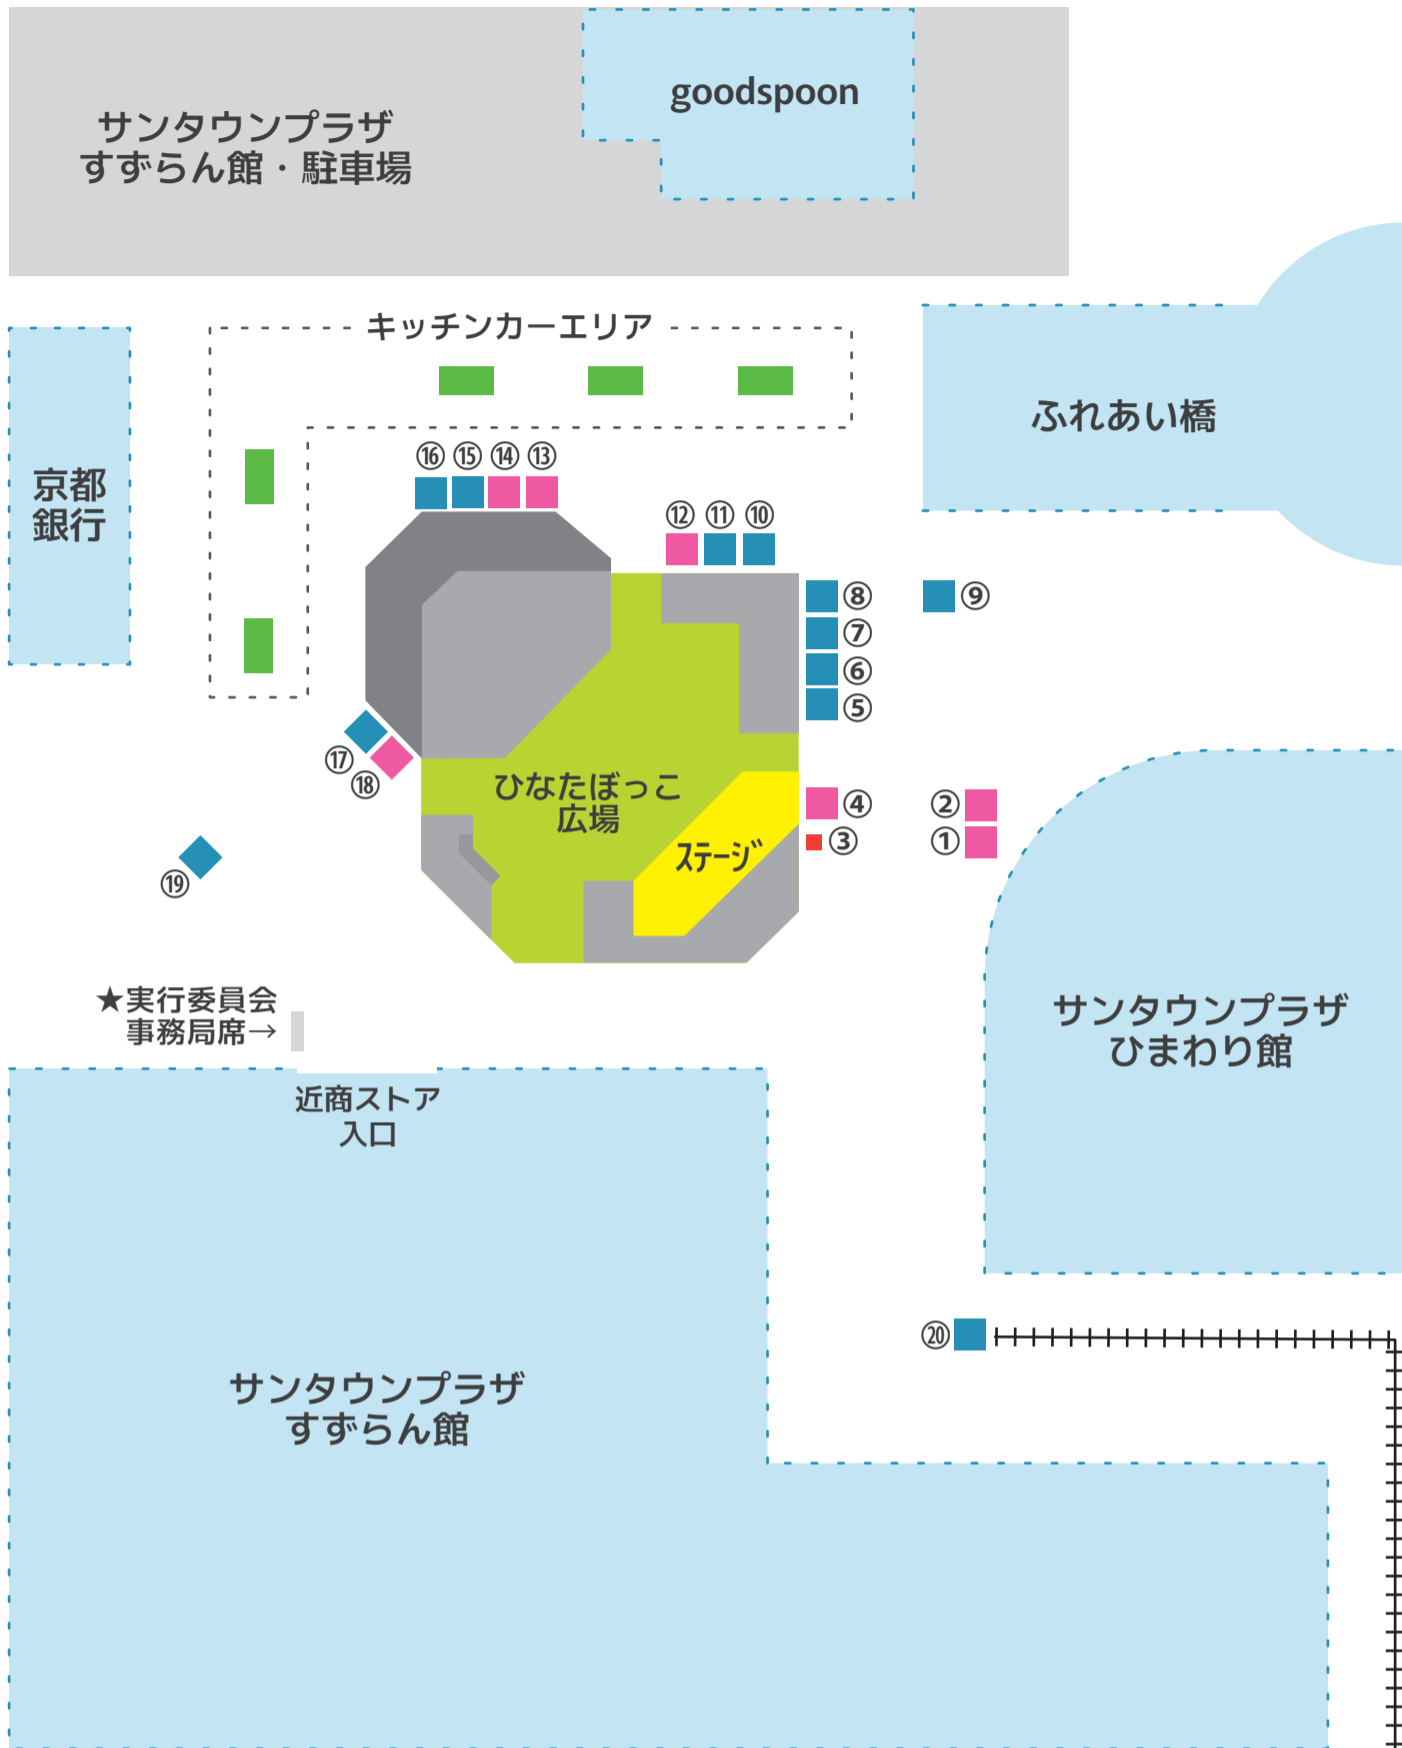 goodspoon
サンタウンプラザ
すずらん館・駐車場
キッチンカーエリア
ふれあい橋
京都
銀行
⑯ ⑮ ⑭ ⑬
⑫ ⑪ ⑩
⑧
⑨
⑦
⑥
⑤
⑰
⑱
ひなたぼっこ
広場
④
②
ステージ
③
①
⑲
★実行委員会
事務局席→
サンタウンプラザ
ひまわり館
近商ストア
入口
⑳
サンタウンプラザ
すずらん館